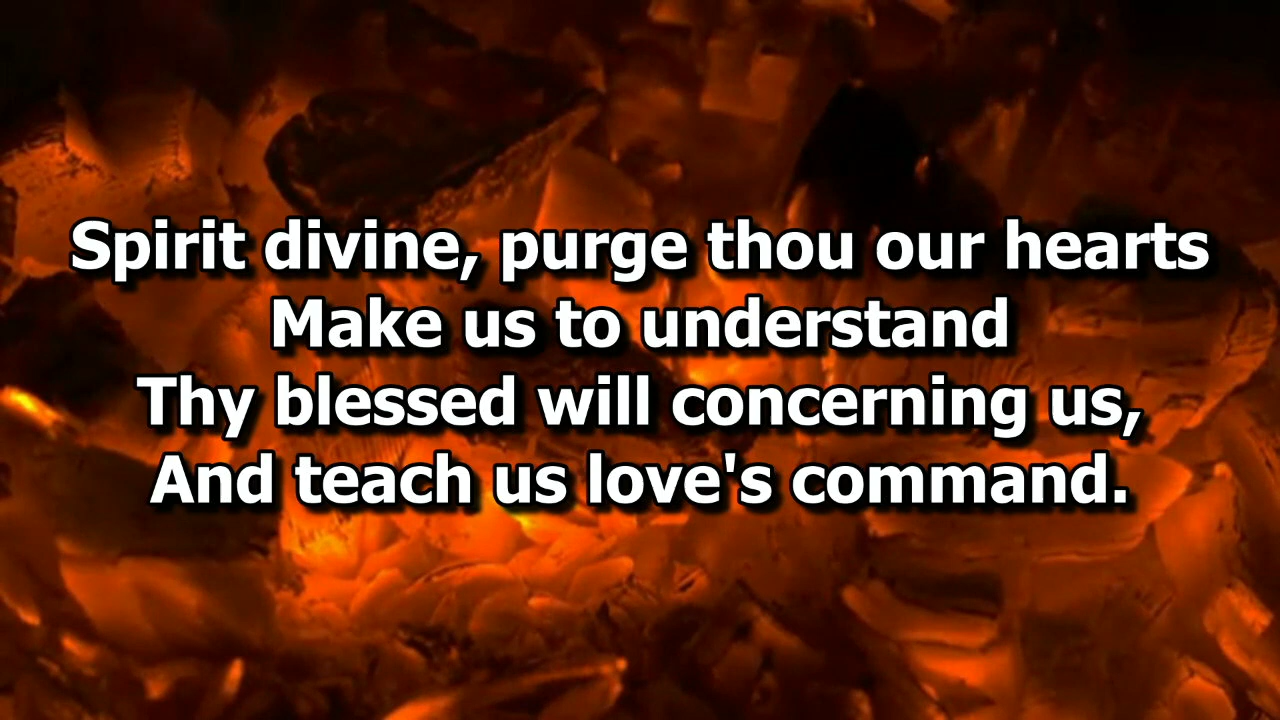 Spirit divine, purge thou our hearts
Make us to understand
Thy blessed will concerning us,
And teach us love's command.